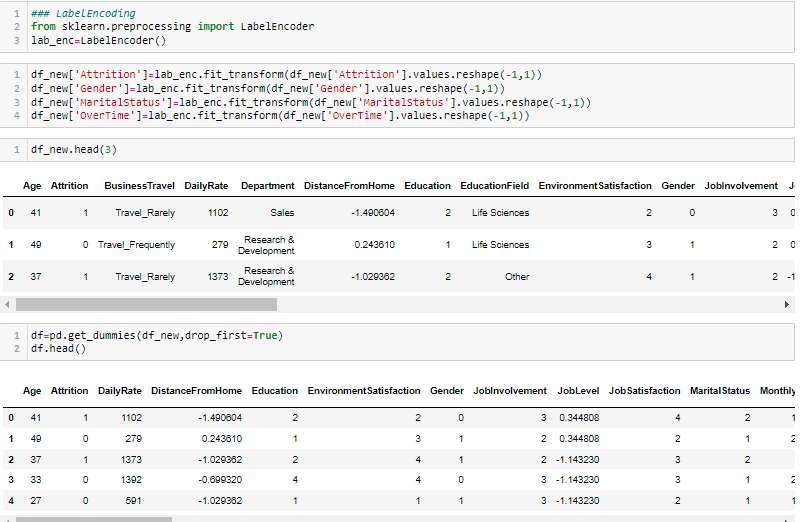 1 ### LabelEncoding
2 from sklearn.preprocessing import LabelEncoder
3 lab_enc=LabelEncoder()
1 df_new['Attrition']=lab_enc.fit_transform(df_new['Attrition'].values.reshape(-1,1))
2 df_new['Gender']=lab_enc.fit_transform(df_new['Gender'].values.reshape(-1,1))
3 df_new['MaritalStatus']=lab_enc.fit_transform(df_new['MaritalStatus'].values.reshape(-1,1))
4 df_new['OverTime']=lab_enc.fit_transform(df_new['OverTime'].values.reshape(-1,1))
1 df_new.head(3)
Age Attrition BusinessTravel DailyRate Department DistanceFromHome Education EducationField EnvironmentSatisfaction Gender JobInvolvement J
0 41 1 Travel_Rarely 1102 Sales -1.490604 2 Life Sciences 2 0 3 0
1 49 0 Travel_Frequently 279 Research & Development 0.243610 1 Life Sciences 3 1 2 0
2 37 1 Travel_Rarely 1373 Research & Development -1.029362 2 Other 4 1 2 -1
1 df=pd.get_dummies(df_new,drop_first=True)
2 df.head()
Age Attrition DailyRate DistanceFromHome Education EnvironmentSatisfaction Gender JobInvolvement JobLevel JobSatisfaction MaritalStatus Monthly
0 41 1 1102 -1.490604 2 2 0 3 0.344808 4 2 1
1 49 0 279 0.243610 1 3 1 2 0.344808 2 1 2
2 37 1 1373 -1.029362 2 4 1 2 -1.143230 3 2
3 33 0 1392 -0.699320 4 4 0 3 -1.143230 3 1 2
4 27 0 591 -1.029362 1 1 1 3 -1.143230 2 1 1